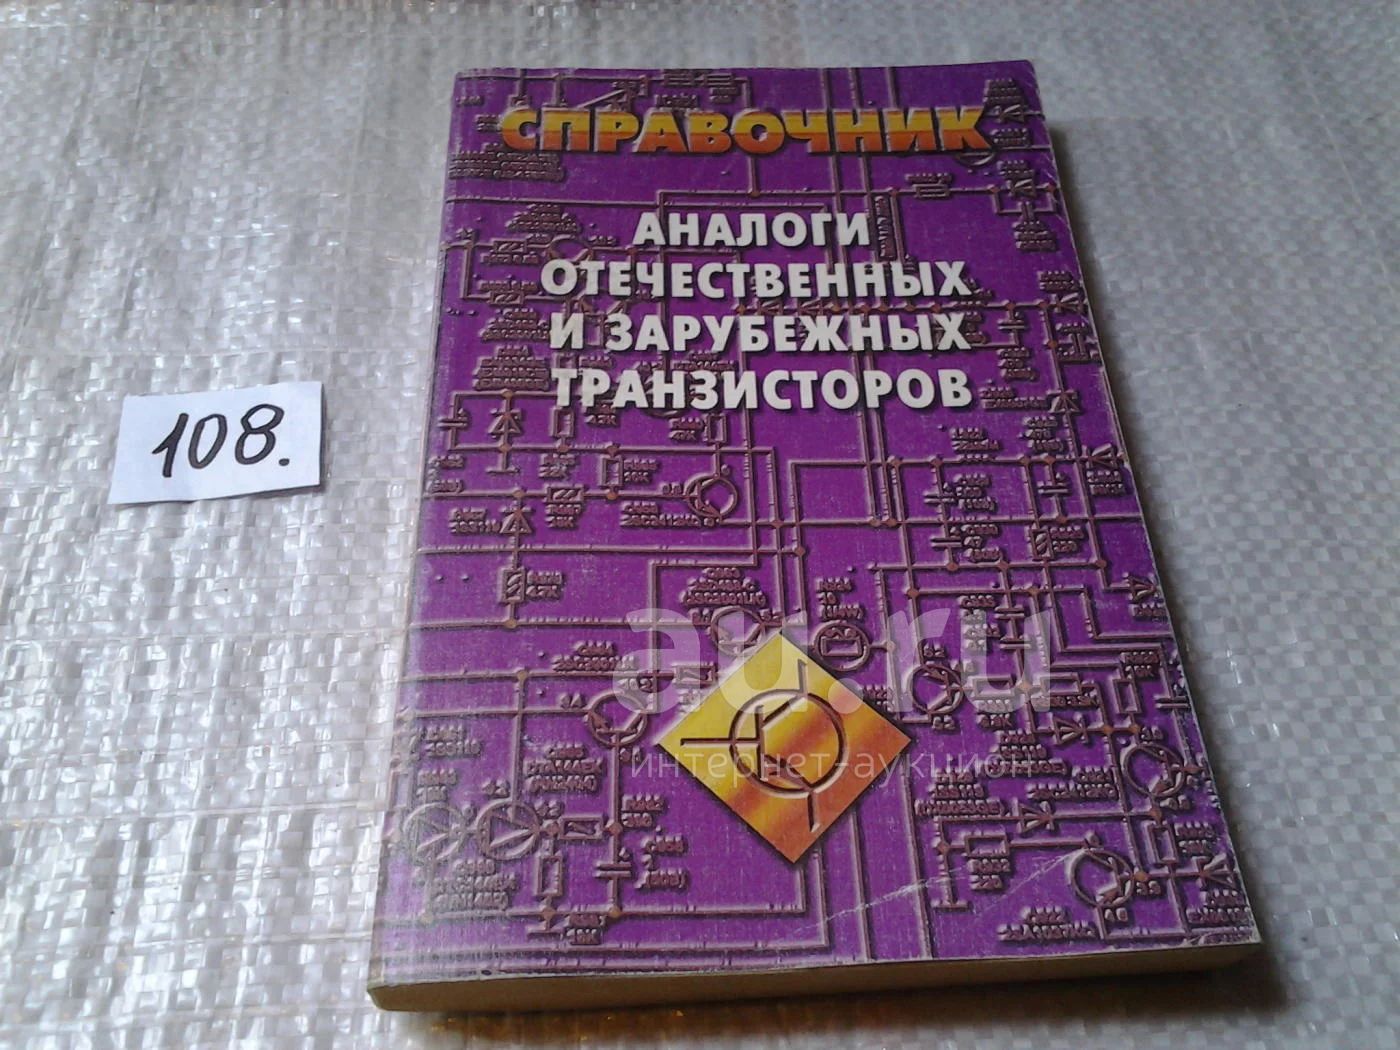 СПРАВОЧНИК
АНАЛОГИ
ОТЕЧЕСТВЕННЫХ
И ЗАРУБЕЖНЫХ
ТРАНЗИСТОРОВ
108.
au.ru
интернет-аукцион